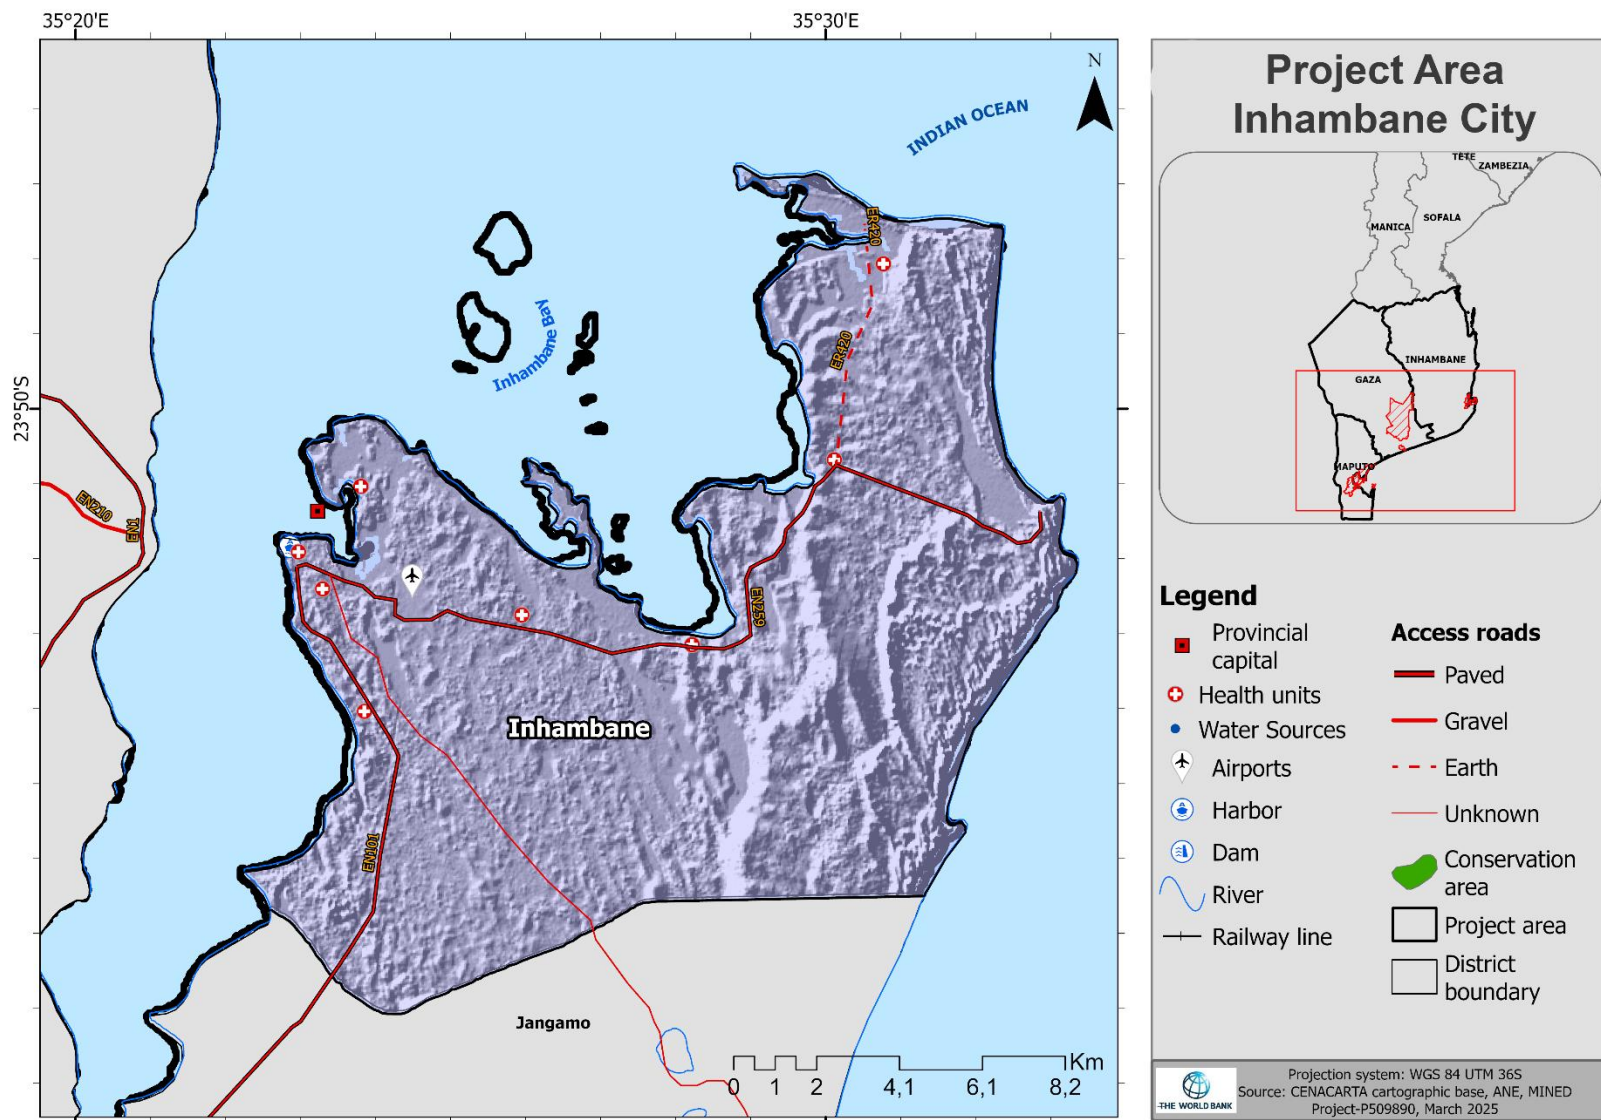 35°20'E
35°30'E
23°50'S
N
INDIAN OCEAN
Inhambane Bay
ER420
ER420
EN210
EN1
EN259
EN101
Inhambane
Jangamo
Km
0 1 2 4,1 6,1 8,2
Project Area
Inhambane City
TETE
ZAMBEZIA
MANICA
SOFALA
INHAMBANE
GAZA
MAPUTO
Legend
Provincial
capital
Health units
Water Sources
Airports
Harbor
Dam
River
Railway line
Access roads
Paved
Gravel
Earth
Unknown
Conservation
area
Project area
District
boundary
THE WORLD BANK
Projection system: WGS 84 UTM 36S
Source: CENACARTA cartographic base, ANE, MINED
Project-P509890, March 2025